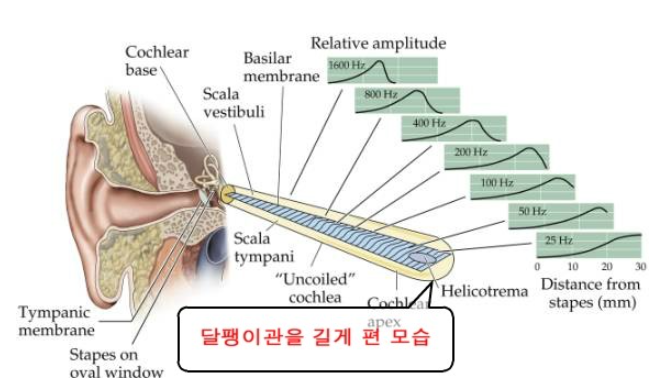 Relative amplitude
Cochlear
base
Basilar
membrane
Scala
vestibuli
1600 Hz
800 Hz
400 Hz
200 Hz
100 Hz
50 Hz
25 Hz
0 10 20 30
Distance from
stapes (mm)
Scala
tympani
"Uncoiled"
cochlea
Cochlear
apex
Helicotrema
Tympanic
membrane
Stapes on
oval window
달팽이관을 길게 편 모습